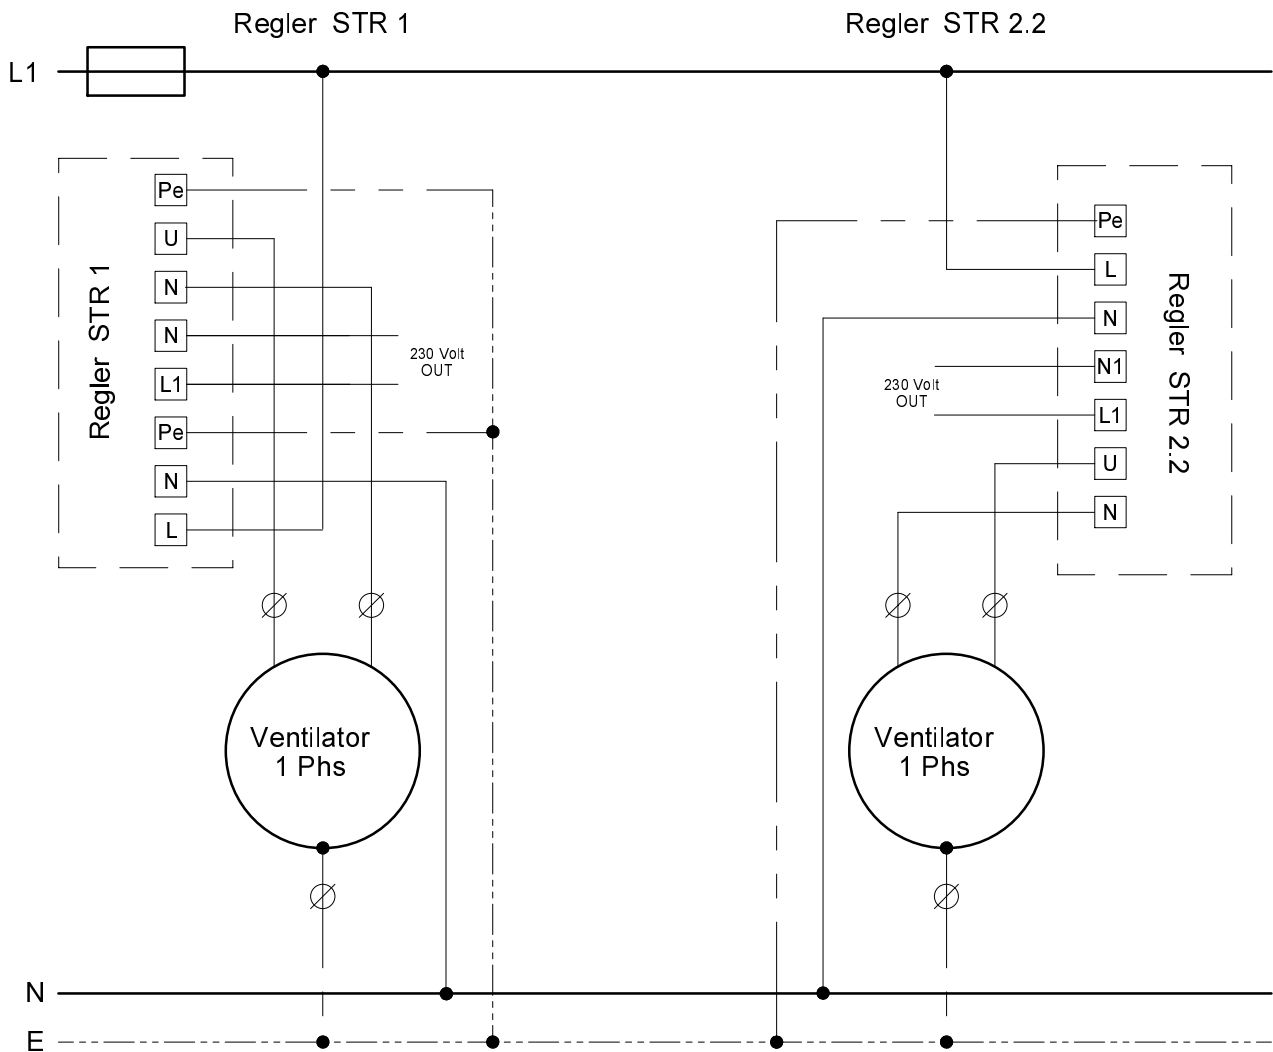 Regler STR 1
Regler STR 2.2
L1
Regler STR 1
Pe
U
N
N
L1
Pe
N
L
230 Volt
OUT
Pe
L
N
N1
L1
U
N
230 Volt
OUT
Regler STR 2.2
Ventilator
1 Phs
Ventilator
1 Phs
N
E